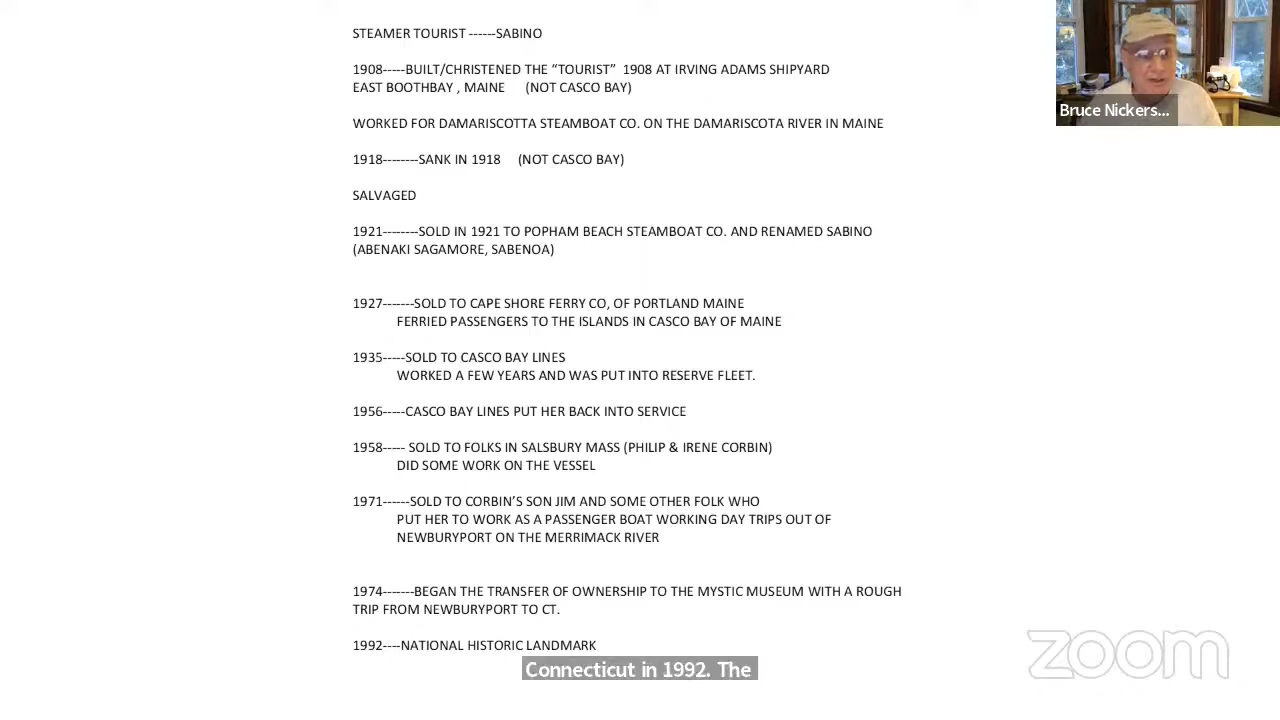 STEAMER TOURIST ------SABINO
1908-----BUILT/CHRISTENED THE “TOURIST”  1908 AT IRVING ADAMS SHIPYARD
EAST BOOTHBAY , MAINE     (NOT CASCO BAY)
WORKED FOR DAMARISCOTTA STEAMBOAT CO. ON THE DAMARISCOTA RIVER IN MAINE
1918--------SANK IN 1918    (NOT CASCO BAY)
SALVAGED
1921--------SOLD IN 1921 TO POPHAM BEACH STEAMBOAT CO. AND RENAMED SABINO
(ABENAKI SAGAMORE, SABENOA)
1927-------SOLD TO CAPE SHORE FERRY CO, OF PORTLAND MAINE
FERRIED PASSENGERS TO THE ISLANDS IN CASCO BAY OF MAINE
1935-----SOLD TO CASCO BAY LINES
WORKED A FEW YEARS AND WAS PUT INTO RESERVE FLEET.
1956-----CASCO BAY LINES PUT HER BACK INTO SERVICE
1958----- SOLD TO FOLKS IN SALSBURY MASS (PHILIP & IRENE CORBIN)
DID SOME WORK ON THE VESSEL
1971------SOLD TO CORBIN’S SON JIM AND SOME OTHER FOLK WHO
PUT HER TO WORK AS A PASSENGER BOAT WORKING DAY TRIPS OUT OF
NEWBURYPORT ON THE MERRIMACK RIVER
1974-------BEGAN THE TRANSFER OF OWNERSHIP TO THE MYSTIC MUSEUM WITH A ROUGH
TRIP FROM NEWBURYPORT TO CT.
1992----NATIONAL HISTORIC LANDMARK
Connecticut in 1992. The
Bruce Nickers...
zoom